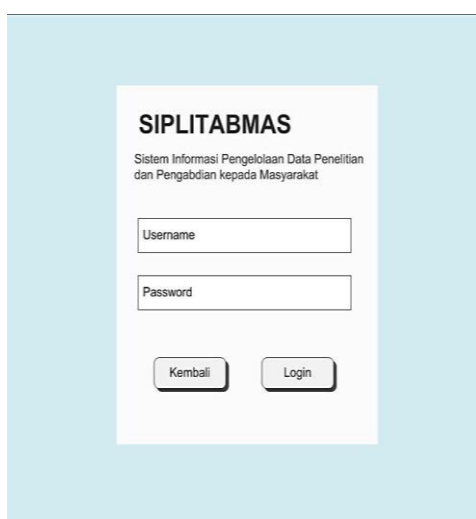 SIPLITABMAS
Sistem Informasi Pengelolaan Data Penelitian
dan Pengabdian kepada Masyarakat
Username
Password
Kembali Login